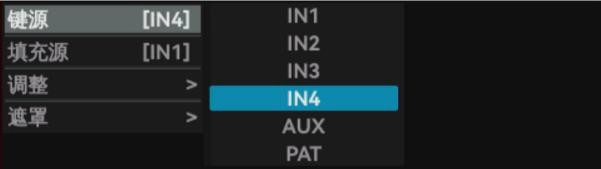 键源 [IN4]
填充源 [IN1]
调整 >
遮罩 >
IN1
IN2
IN3
IN4
AUX
PAT